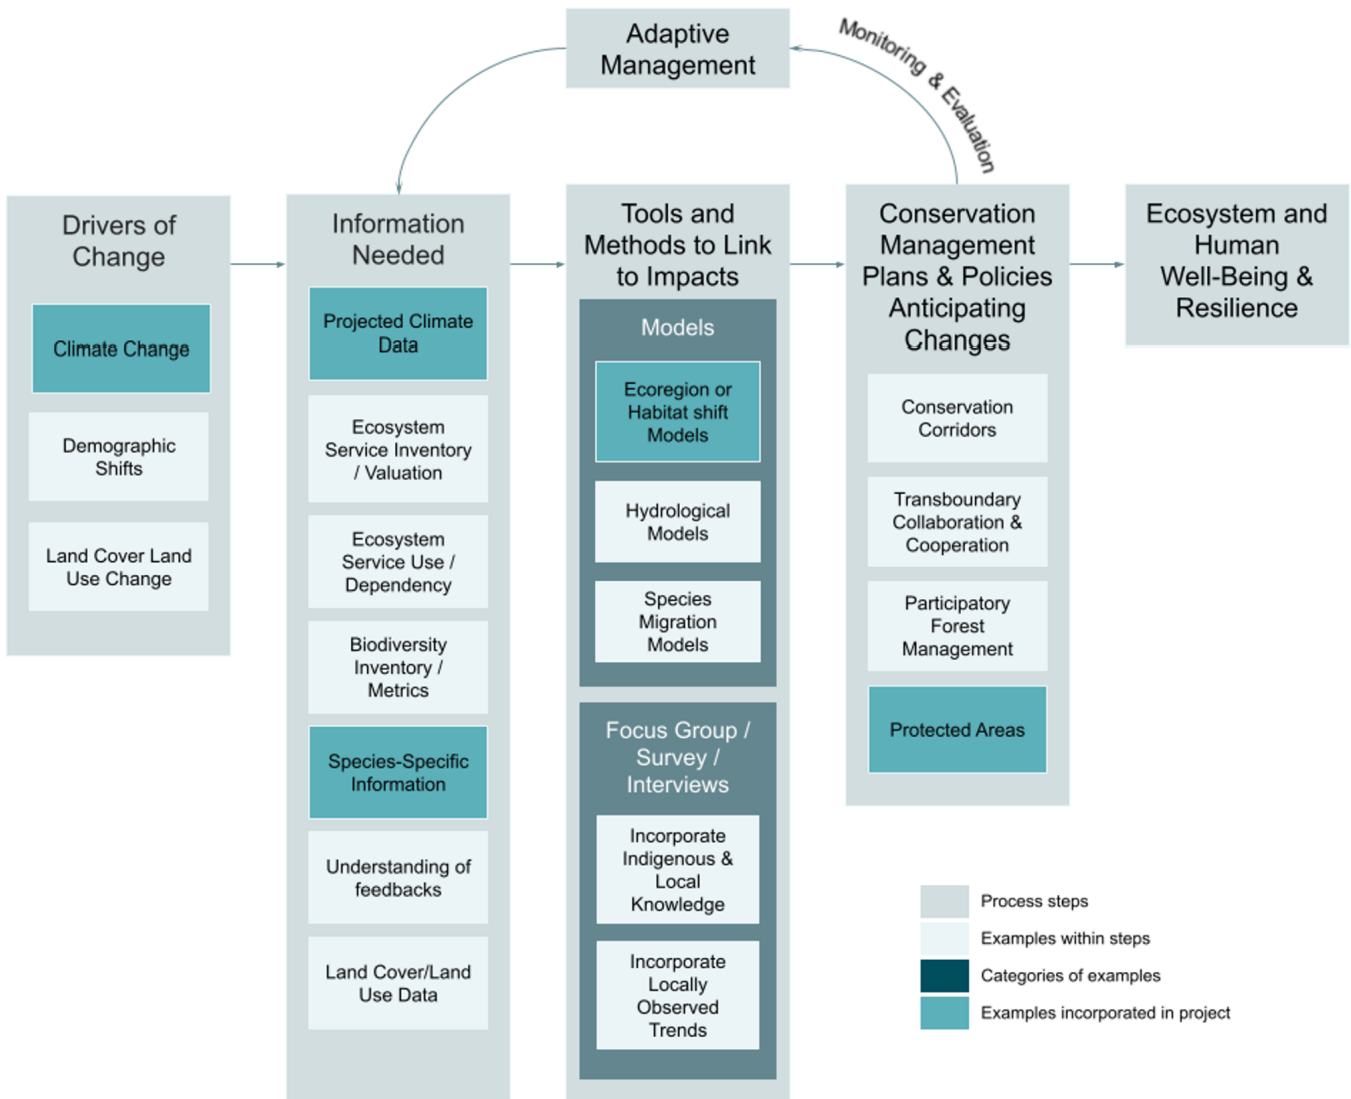 Adaptive
Management
Monitoring & Evaluation
Drivers of
Change
Climate Change
Demographic
Shifts
Land Cover Land
Use Change
Information
Needed
Projected Climate
Data
Ecosystem
Service Inventory
/ Valuation
Ecosystem
Service Use /
Dependency
Biodiversity
Inventory /
Metrics
Species-Specific
Information
Understanding of
feedbacks
Land Cover/Land
Use Data
Tools and
Methods to Link
to Impacts
Models
Ecoregion or
Habitat shift
Models
Hydrological
Models
Species
Migration
Models
Focus Group /
Survey /
Interviews
Incorporate
Indigenous &
Local
Knowledge
Incorporate
Locally
Observed
Trends
Conservation
Management
Plans & Policies
Anticipating
Changes
Conservation
Corridors
Transboundary
Collaboration &
Cooperation
Participatory
Forest
Management
Protected Areas
Ecosystem and
Human
Well-Being &
Resilience
Process steps
Examples within steps
Categories of examples
Examples incorporated in project